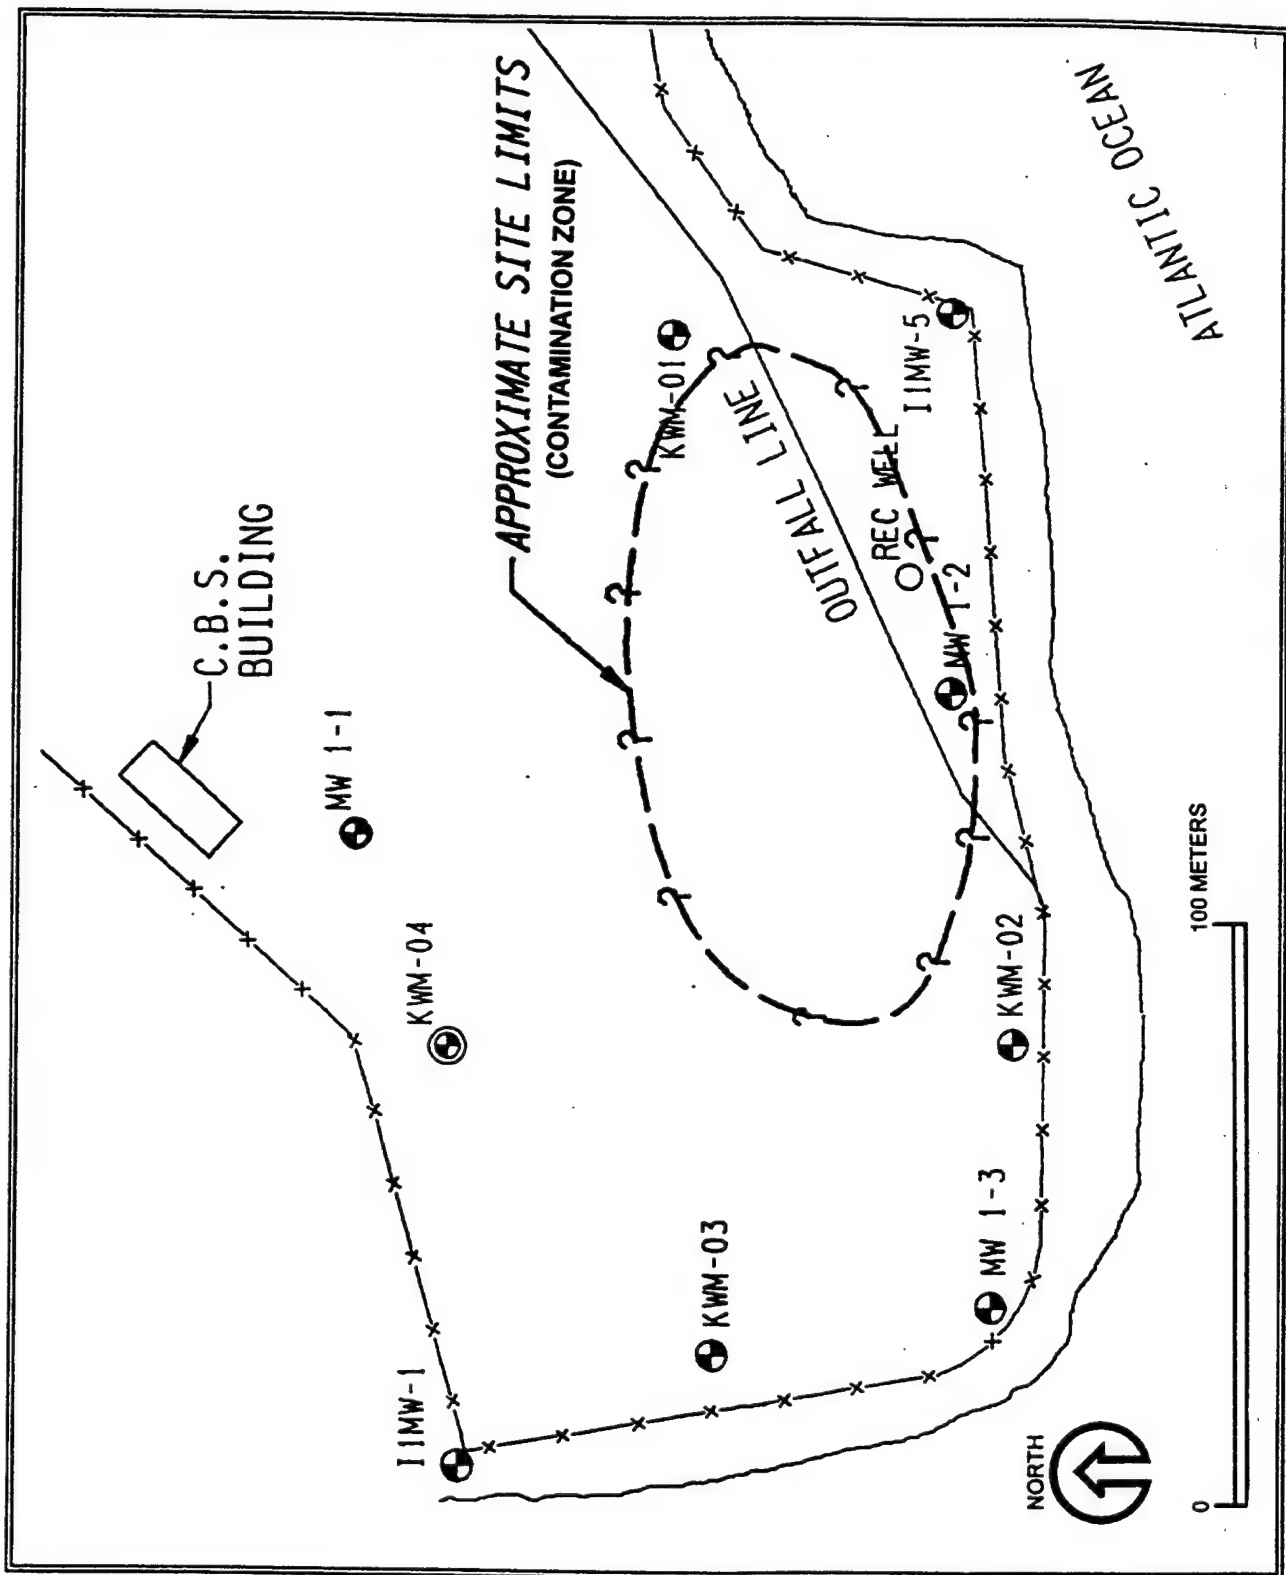 C.B.S.
BUILDING
APPROXIMATE SITE LIMITS
(CONTAMINATION ZONE)
MW 1-1
KWM-04
I1MW-1
KWM-01
OUTFALL LINE
REC WELL
I1MW-5
MW 1-2
KWM-03
KWM-02
MW 1-3
ATLANTIC OCEAN
NORTH
0
100 METERS